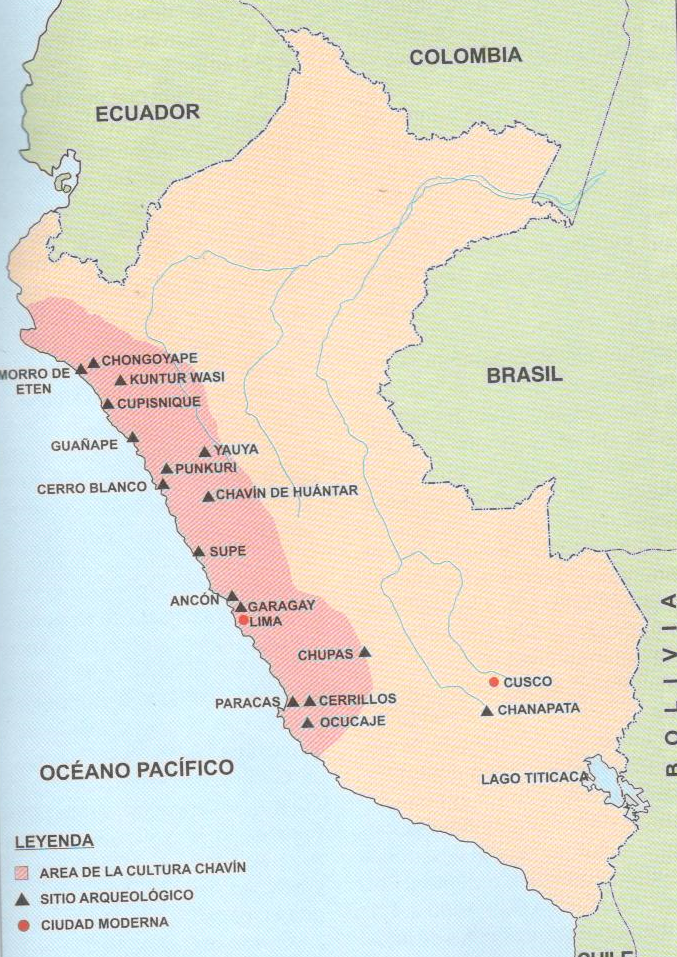 COLOMBIA
ECUADOR
BRASIL
CHONGOYAPE
MORRO DE
ETEN
KUNTUR WASI
CUPISNIQUE
GUAÑAPE
YAUYA
PUNKURI
CERRO BLANCO
CHAVÍN DE HUÁNTAR
SUPE
ANCÓN
GARAGAY
LIMA
CHUPAS
CUSCO
PARACAS
CERRILLOS
CHANAPATA
OCUCAJE
BOLIVIA
OCÉANO PACÍFICO
LAGO TITICACA
LEYENDA
AREA DE LA CULTURA CHAVÍN
SITIO ARQUEOLÓGICO
CIUDAD MODERNA
CHILE